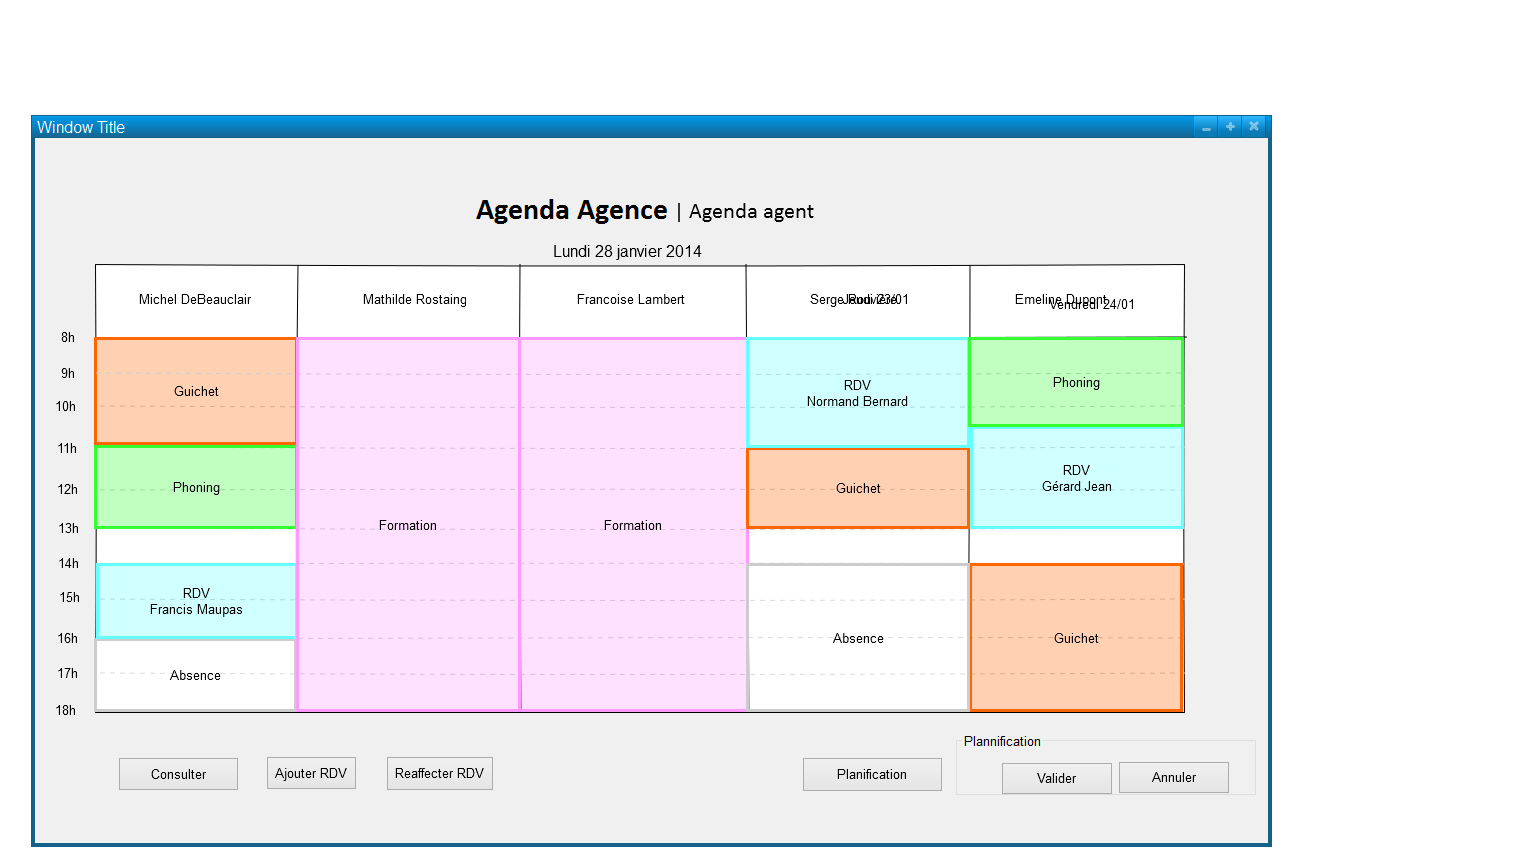 Window Title
Agenda Agence | Agenda agent
Lundi 28 janvier 2014
Michel DeBeauclair
Mathilde Rostaing
Francoise Lambert
Serge Rouvière
Jeudi 23/01
Emeline Dupont
Vendredi 24/01
8h
9h
10h
11h
12h
13h
14h
15h
16h
17h
18h
Guichet
Phoning
RDV
Francis Maupas
Absence
Formation
Formation
RDV
Normand Bernard
Guichet
Absence
Phoning
RDV
Gérard Jean
Guichet
Consulter
Ajouter RDV
Reaffecter RDV
Planification
Plannification
Valider
Annuler